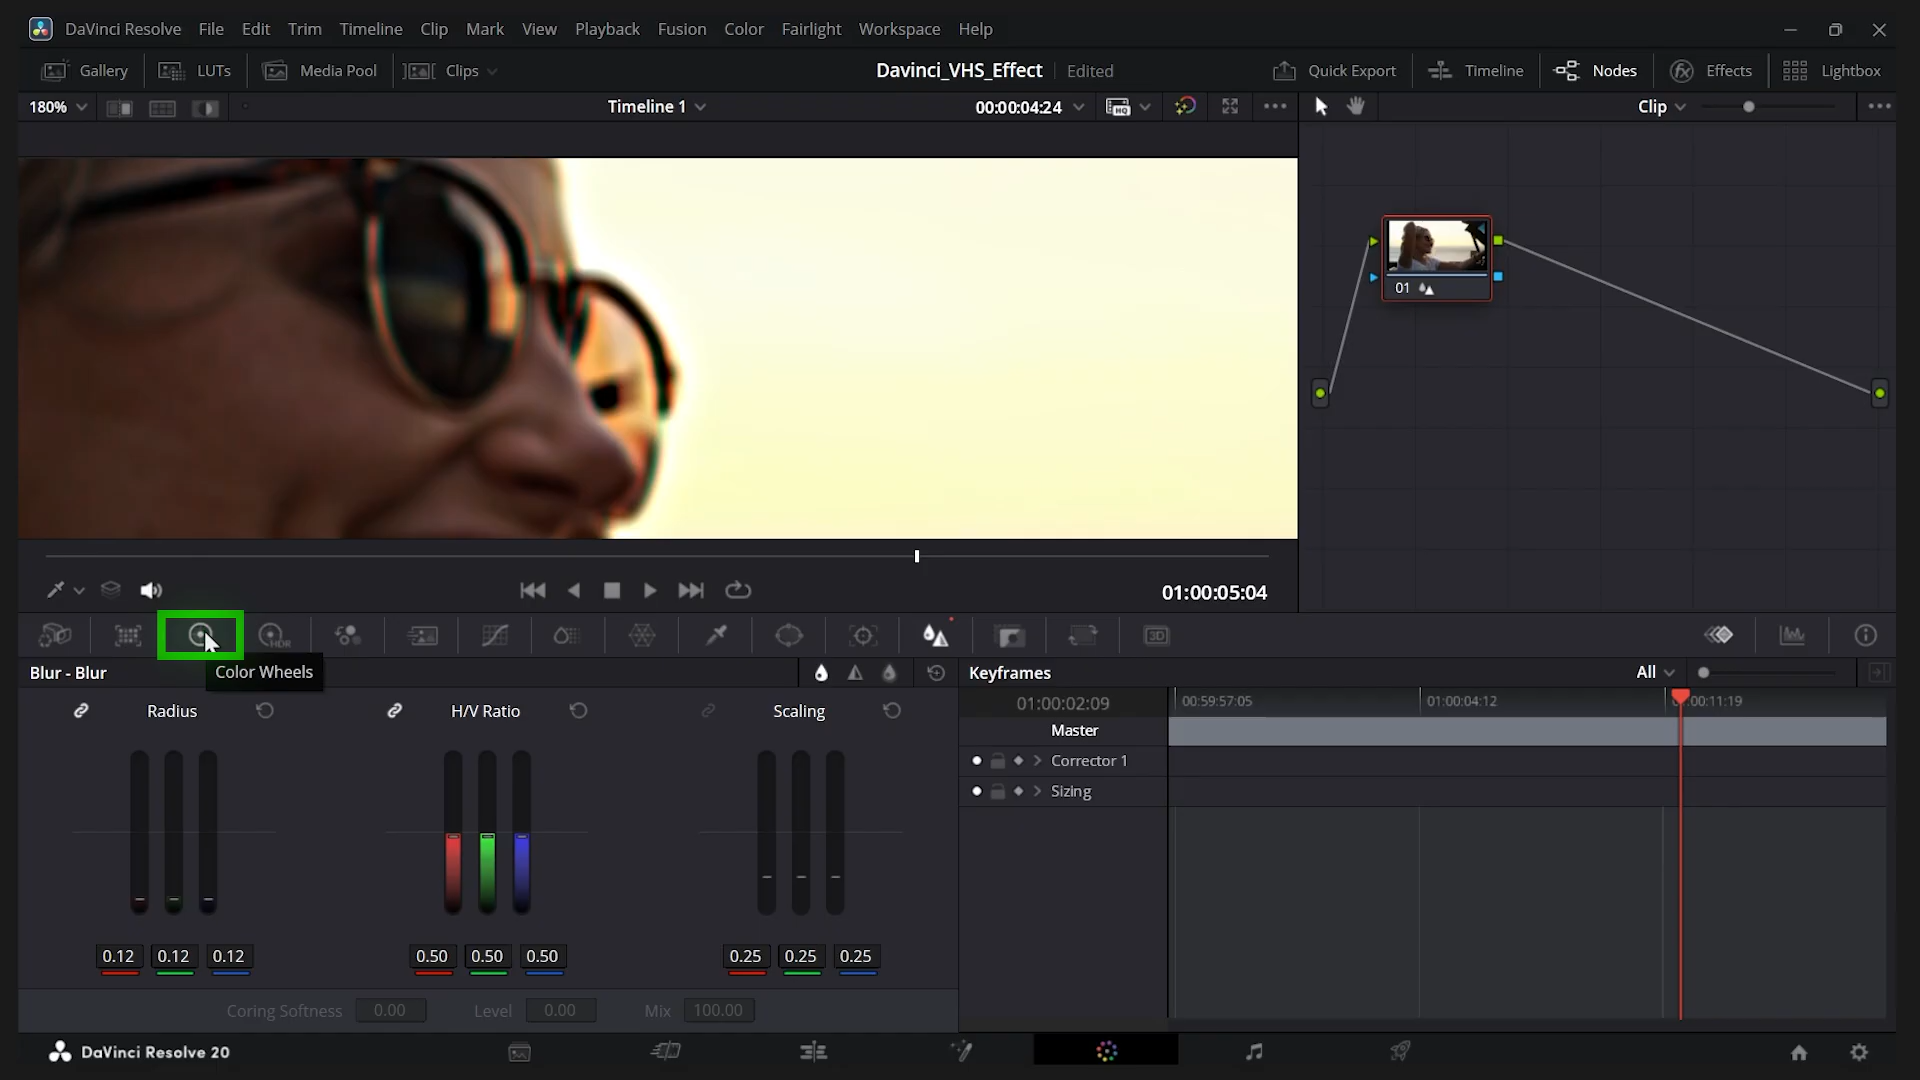 DaVinci Resolve File Edit Trim Timeline Clip Mark View Playback Fusion Color Fairlight Workspace Help
Gallery LUTs Media Pool Clips Davinci_VHS_Effect Edited Quick Export Timeline Nodes Effects Lightbox
180% Timeline 1 00:00:04:24 HQ Clip
01
01:00:05:04
HDR 3D
Color Wheels
Blur - Blur Keyframes All
Radius H/V Ratio Scaling
01:00:02:09 00:59:57:05 01:00:04:12 :00:11:19
Master
Corrector 1
Sizing
0.12 0.12 0.12 0.50 0.50 0.50 0.25 0.25 0.25
Coring Softness 0.00 Level 0.00 Mix 100.00
DaVinci Resolve 20